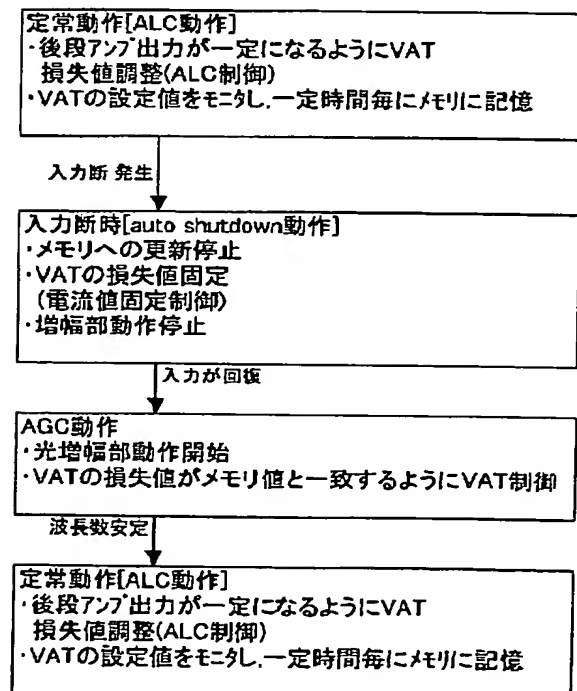 定常動作[ALC動作]
・後段アンプ出力が一定になるようにVAT
損失値調整(ALC制御)
・VATの設定値をモニタし.一定時間毎にメモリに記憶
入力断 発生
入力断時[auto shutdown動作]
・メモリへの更新停止
・VATの損失値固定
(電流値固定制御)
・増幅部動作停止
入力が回復
AGC動作
・光増幅部動作開始
・VATの損失値がメモリ値と一致するようにVAT制御
波長数安定
定常動作[ALC動作]
・後段アンプ出力が一定になるようにVAT
損失値調整(ALC制御)
・VATの設定値をモニタし.一定時間毎にメモリに記憶